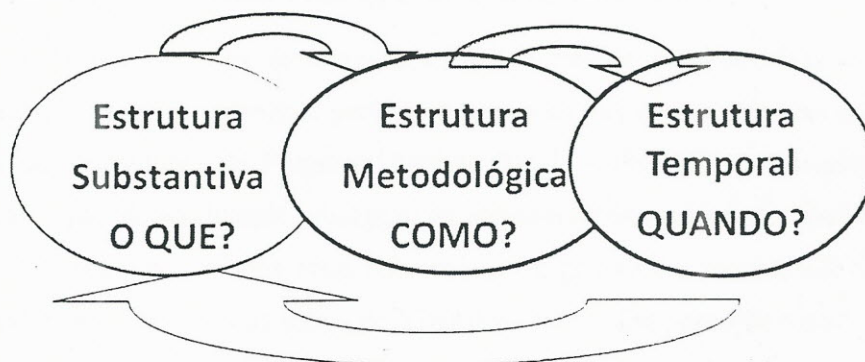 Estrutura
Substantiva
O QUE?
Estrutura
Metodológica
COMO?
Estrutura
Temporal
QUANDO?